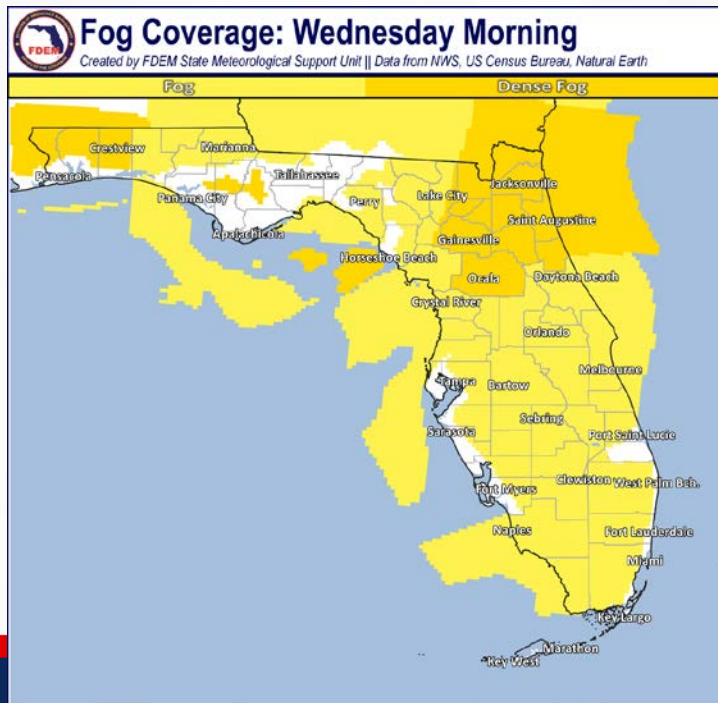 Fog Coverage: Wednesday Morning
FDEM
Created by FDEM State Meteorological Support Unit || Data from NWS, US Census Bureau, Natural Earth
Fog
Dense Fog
Crestview
Marianna
Pensacola
Tallahassee
Jacksonville
Panama City
Perry
Lake City
Saint Augustine
Apalachicola
Gainesville
Horseshoe Beach
Ocala
Daytona Beach
Crystal River
Orlando
Melbourne
Tampa
Bartow
Sebring
Sarasota
Port Saint Lucie
Clewiston
West Palm Bch.
Fort Myers
Naples
Fort Lauderdale
Miami
Key Largo
Marathon
Key West